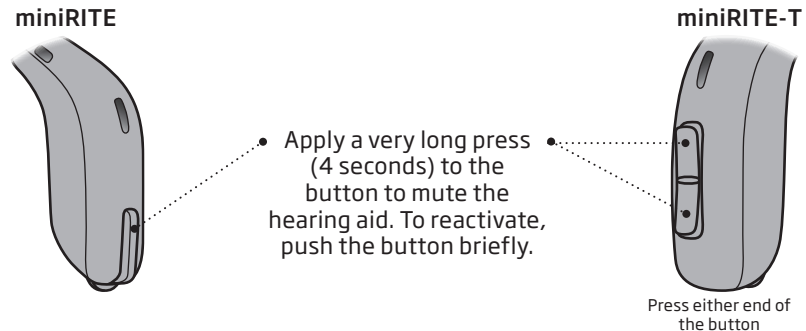 miniRITE
miniRITE-T
Apply a very long press
(4 seconds) to the
button to mute the
hearing aid. To reactivate,
push the button briefly.
Press either end of
the button